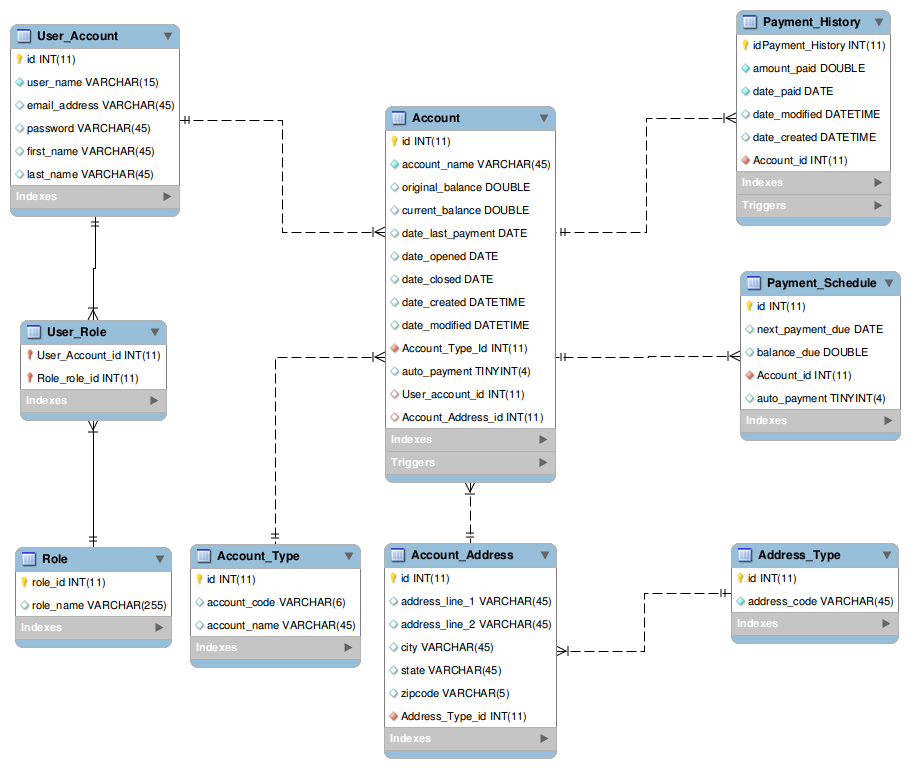 User_Account
id INT(11)
user_name VARCHAR(15)
email_address VARCHAR(45)
password VARCHAR(45)
first_name VARCHAR(45)
last_name VARCHAR(45)
Indexes
User_Role
User_Account_id INT(11)
Role_role_id INT(11)
Indexes
Role
role_id INT(11)
role_name VARCHAR(255)
Indexes
Account_Type
id INT(11)
account_code VARCHAR(6)
account_name VARCHAR(45)
Indexes
Account
id INT(11)
account_name VARCHAR(45)
original_balance DOUBLE
current_balance DOUBLE
date_last_payment DATE
date_opened DATE
date_closed DATE
date_created DATETIME
date_modified DATETIME
Account_Type_Id INT(11)
auto_payment TINYINT(4)
User_account_id INT(11)
Account_Address_id INT(11)
Indexes
Triggers
Account_Address
id INT(11)
address_line_1 VARCHAR(45)
address_line_2 VARCHAR(45)
city VARCHAR(45)
state VARCHAR(45)
zipcode VARCHAR(5)
Address_Type_id INT(11)
Indexes
Payment_History
idPayment_History INT(11)
amount_paid DOUBLE
date_paid DATE
date_modified DATETIME
date_created DATETIME
Account_id INT(11)
Indexes
Triggers
Payment_Schedule
id INT(11)
next_payment_due DATE
balance_due DOUBLE
Account_id INT(11)
auto_payment TINYINT(4)
Indexes
Address_Type
id INT(11)
address_code VARCHAR(45)
Indexes